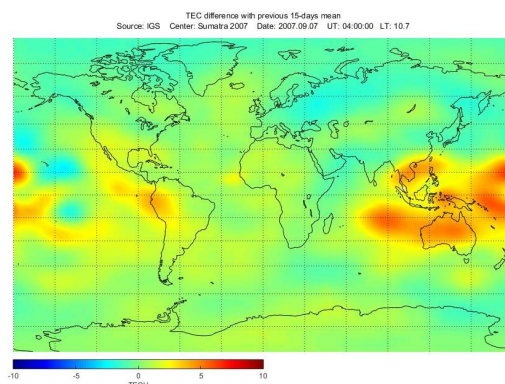 TEC difference with previous 15-days mean
Source: IGS Center: Sumatra 2007 Date: 2007.09.07 UT: 04:00:00 LT: 10.7
-10 -5 0 5 10
TECU